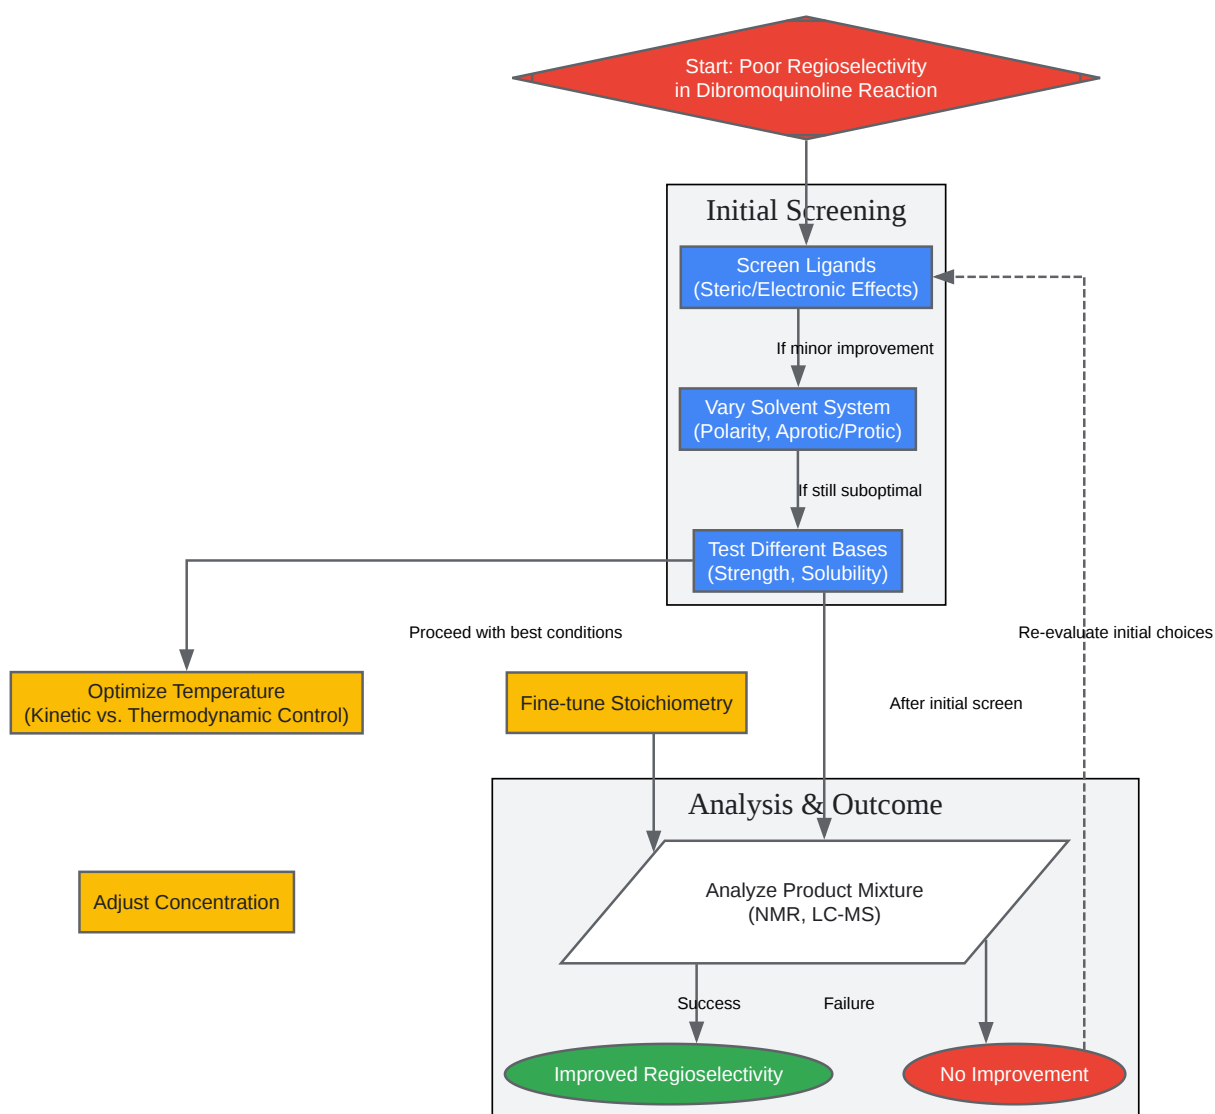 Start: Poor Regioselectivity
in Dibromoquinoline Reaction
Initial Screening
Screen Ligands
(Steric/Electronic Effects)
If minor improvement
Vary Solvent System
(Polarity, Aprotic/Protic)
If still suboptimal
Test Different Bases
(Strength, Solubility)
Proceed with best conditions
Re-evaluate initial choices
Optimize Temperature
(Kinetic vs. Thermodynamic Control)
Fine-tune Stoichiometry
After initial screen
Analysis & Outcome
Adjust Concentration
Analyze Product Mixture
(NMR, LC-MS)
Success
Failure
Improved Regioselectivity
No Improvement